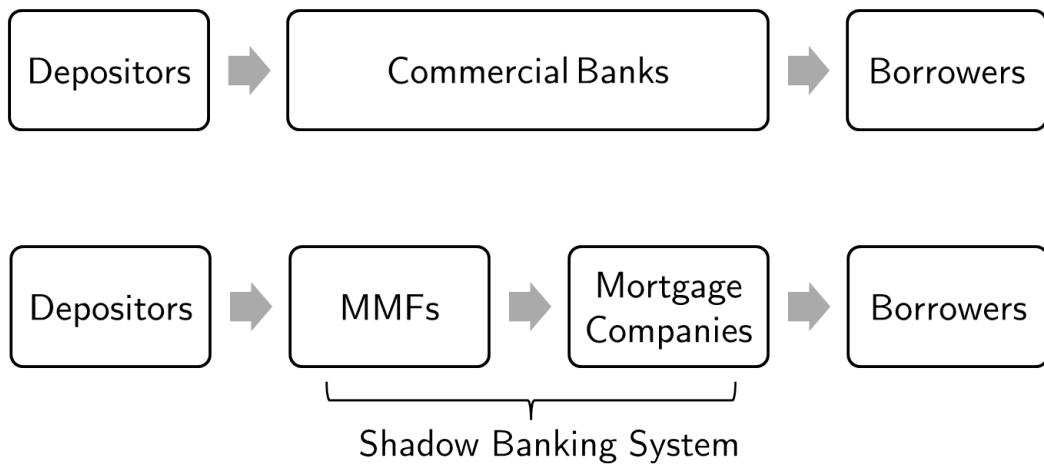 Depositors
Commercial Banks
Borrowers
Depositors
MMFs
Mortgage
Companies
Borrowers
Shadow Banking System